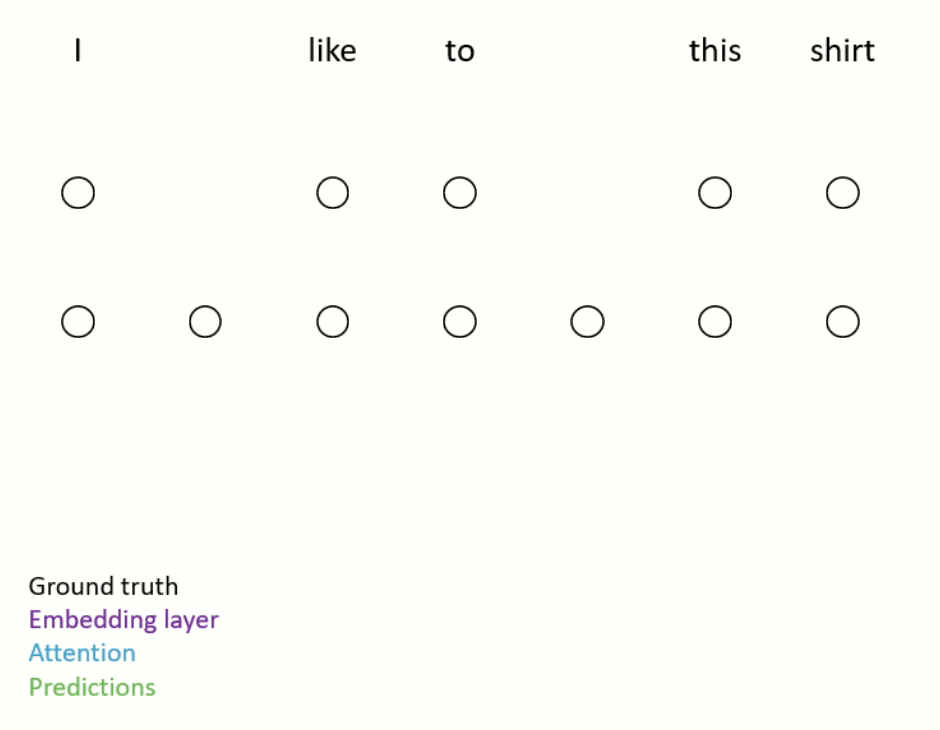 I like to this shirt
Ground truth
Embedding layer
Attention
Predictions